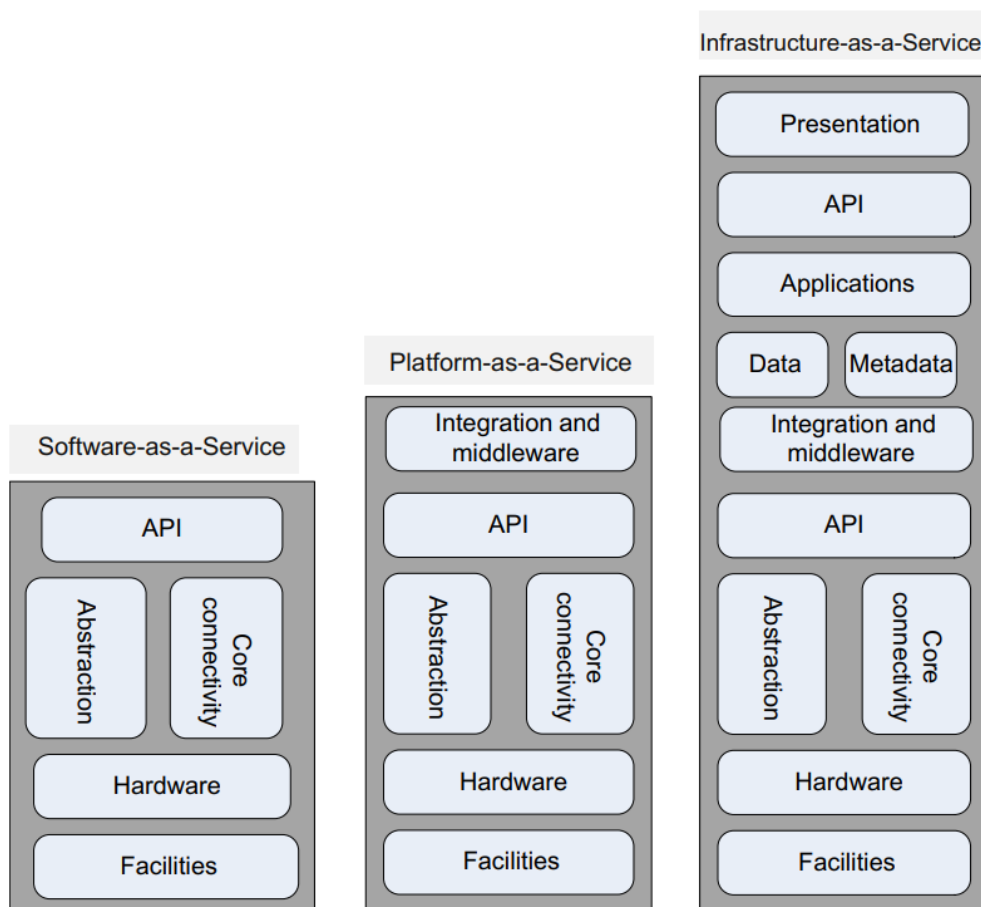 Software-as-a-Service
API
Abstraction
Core
connectivity
Hardware
Facilities
Platform-as-a-Service
Integration and
middleware
API
Abstraction
Core
connectivity
Hardware
Facilities
Infrastructure-as-a-Service
Presentation
API
Applications
Data
Metadata
Integration and
middleware
API
Abstraction
Core
connectivity
Hardware
Facilities